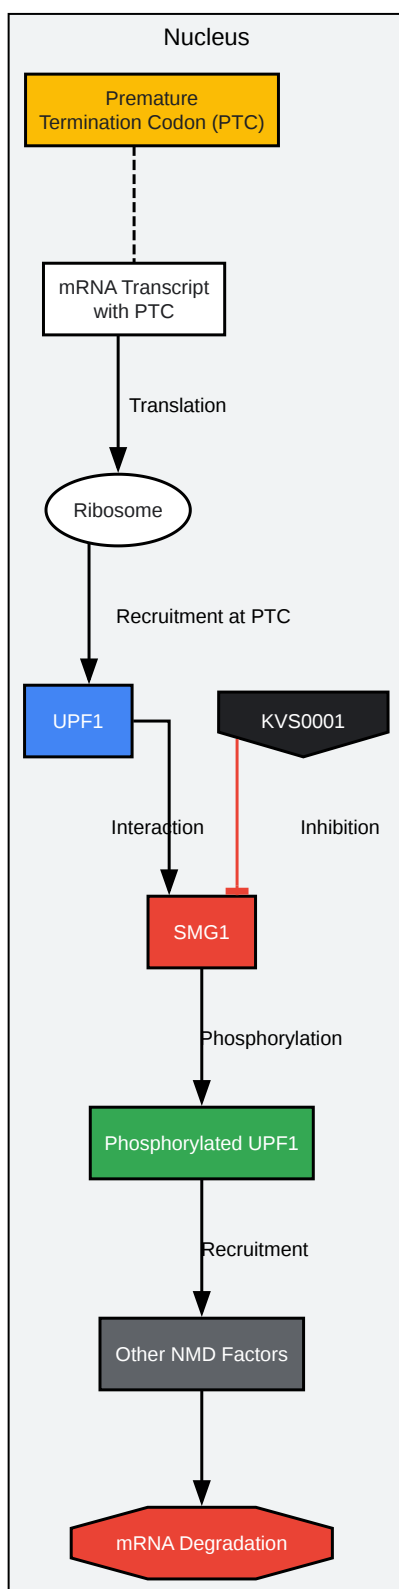 Nucleus
Premature
Termination Codon (PTC)
mRNA Transcript
with PTC
Translation
Ribosome
Recruitment at PTC
UPF1
KVS0001
Interaction
Inhibition
SMG1
Phosphorylation
Phosphorylated UPF1
Recruitment
Other NMD Factors
mRNA Degradation